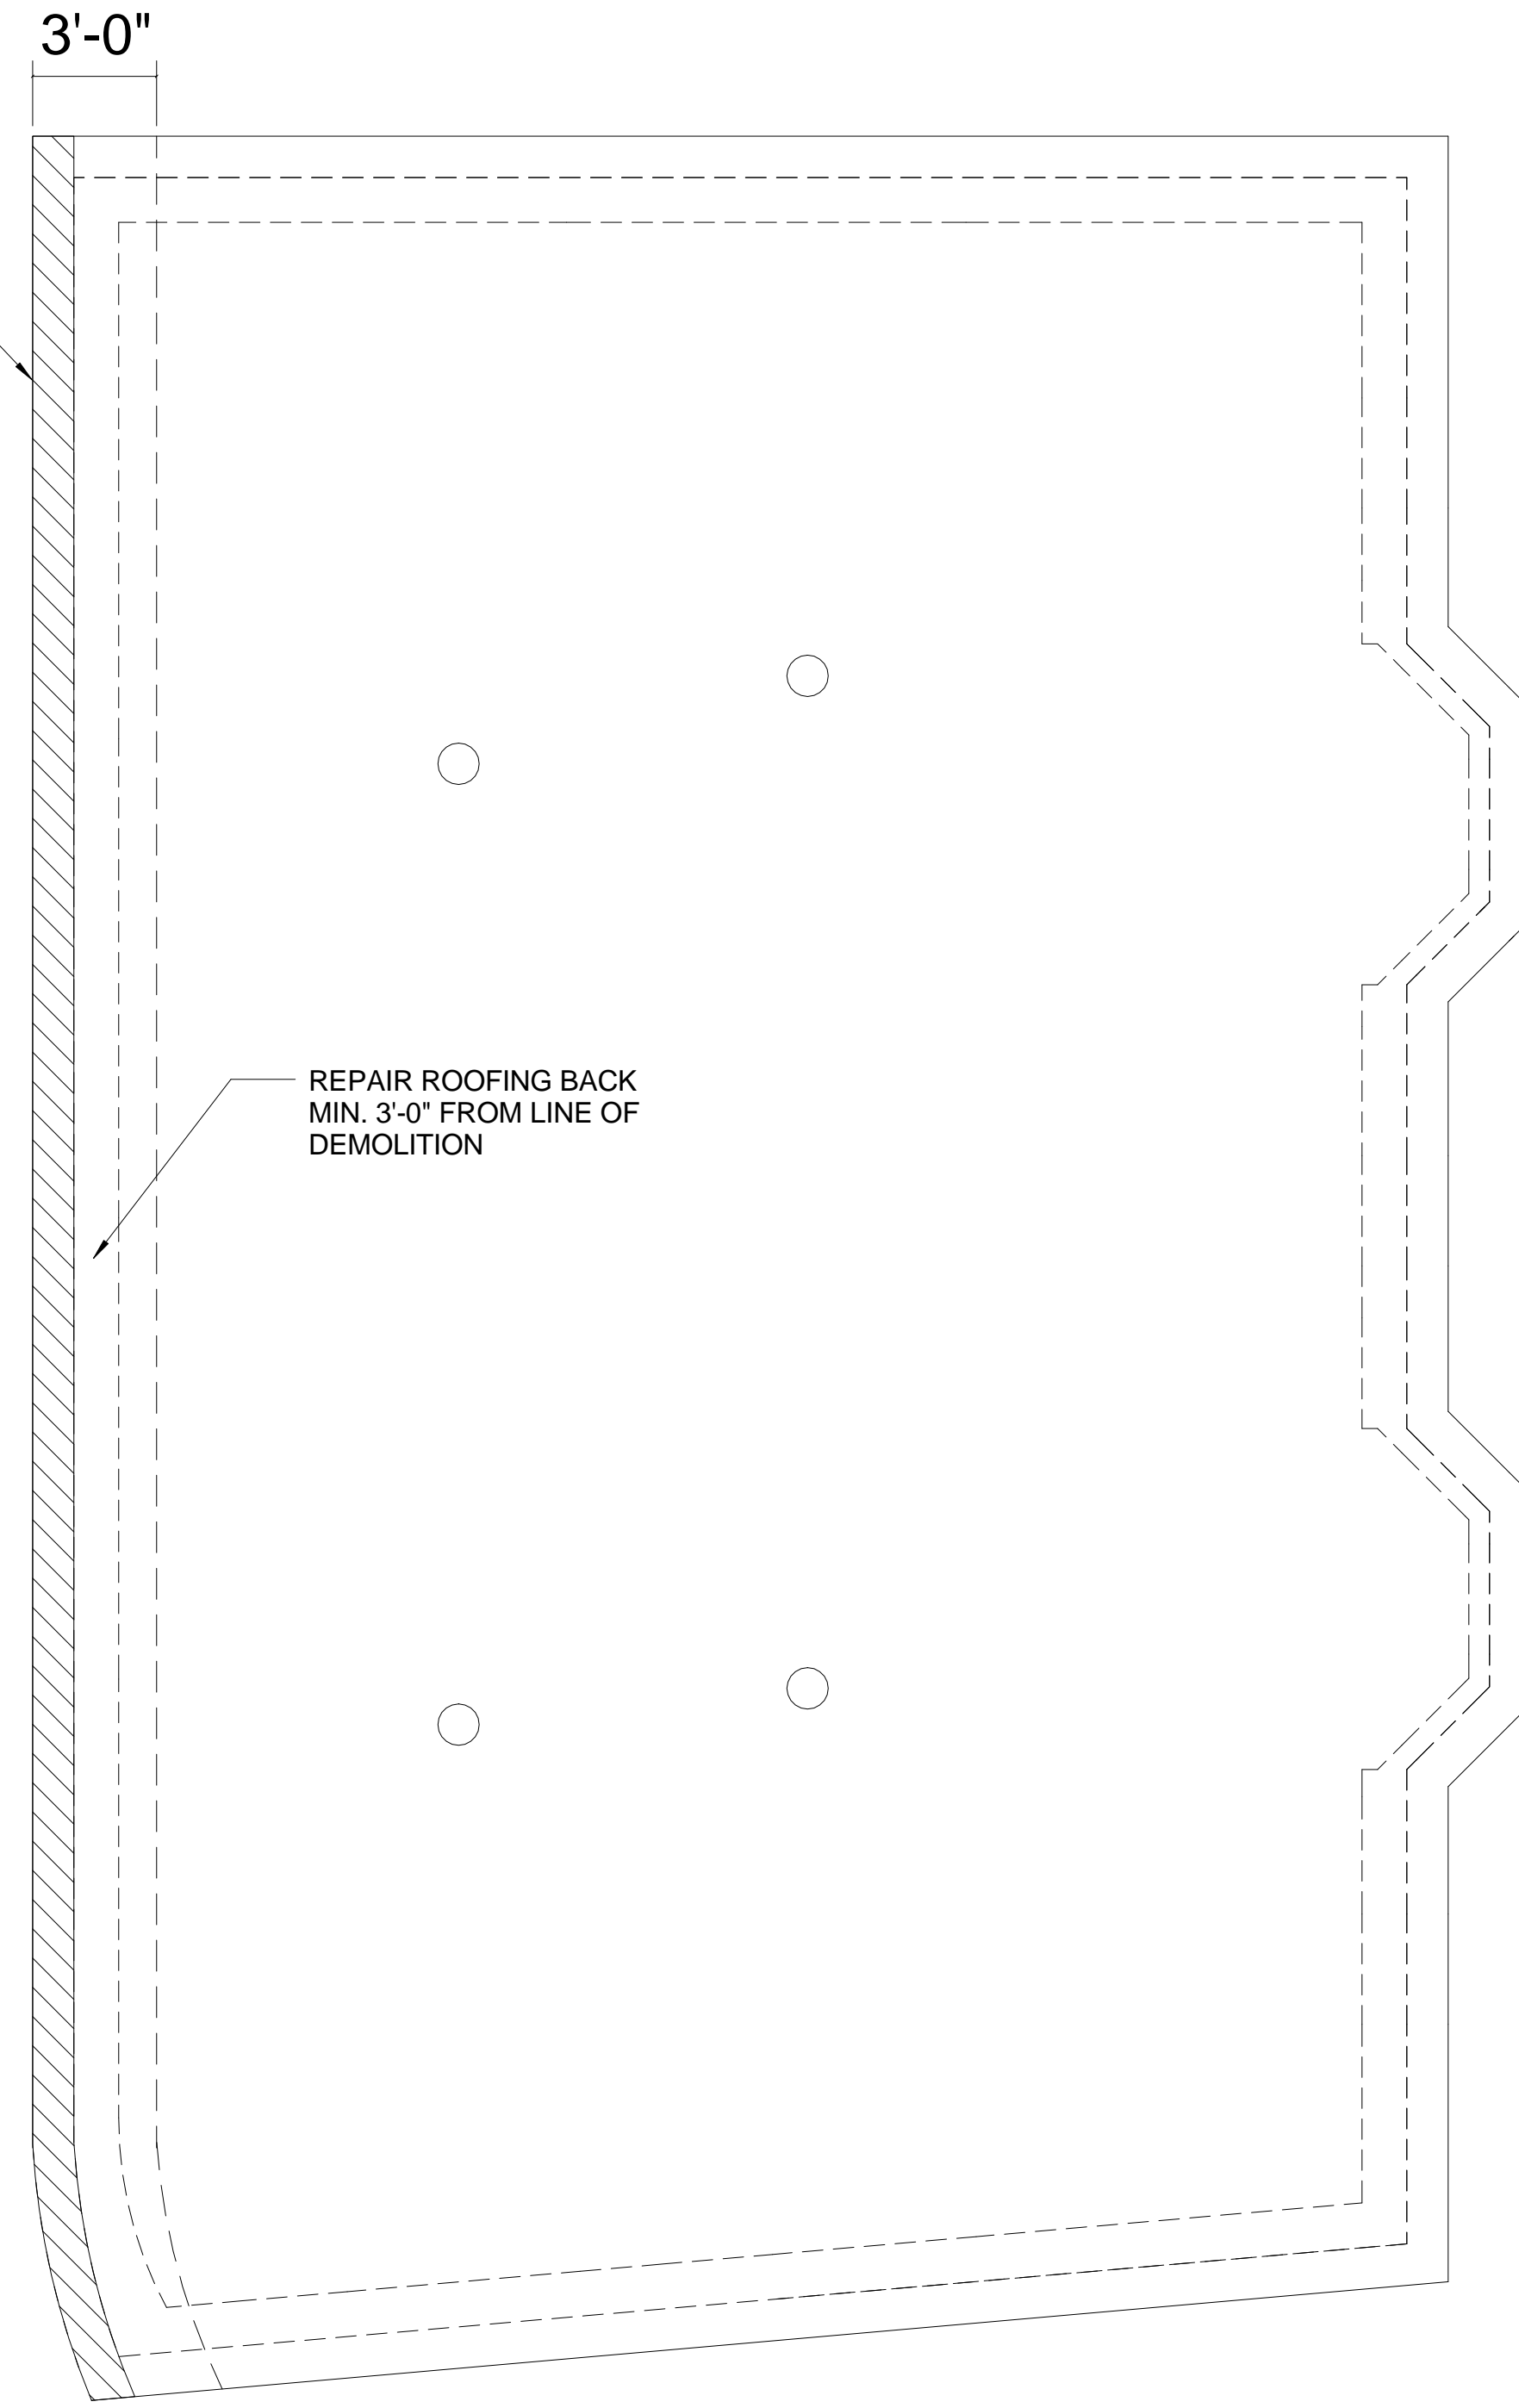 3'-0"
REPAIR ROOFING BACK
MIN. 3'-0" FROM LINE OF
DEMOLITION